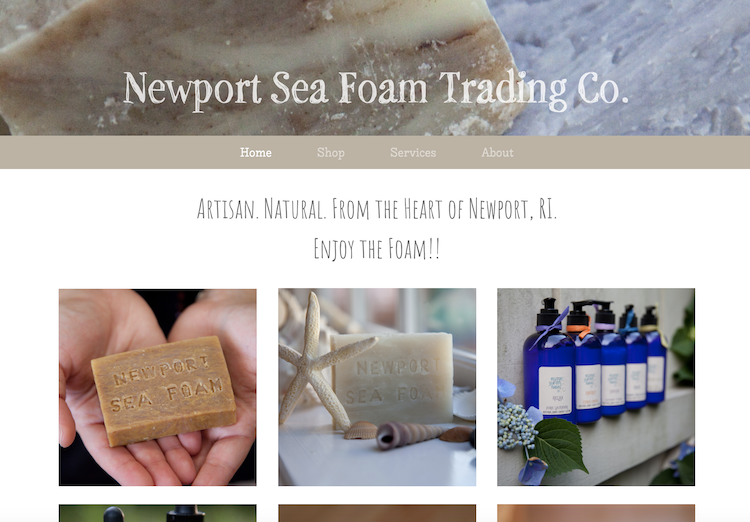 Newport Sea Foam Trading Co.
Home Shop Services About
Artisan. Natural. From the Heart of Newport, RI.
Enjoy the Foam!!
NEWPORT
SEA FOAM
NEWPORT
SEA FOAM